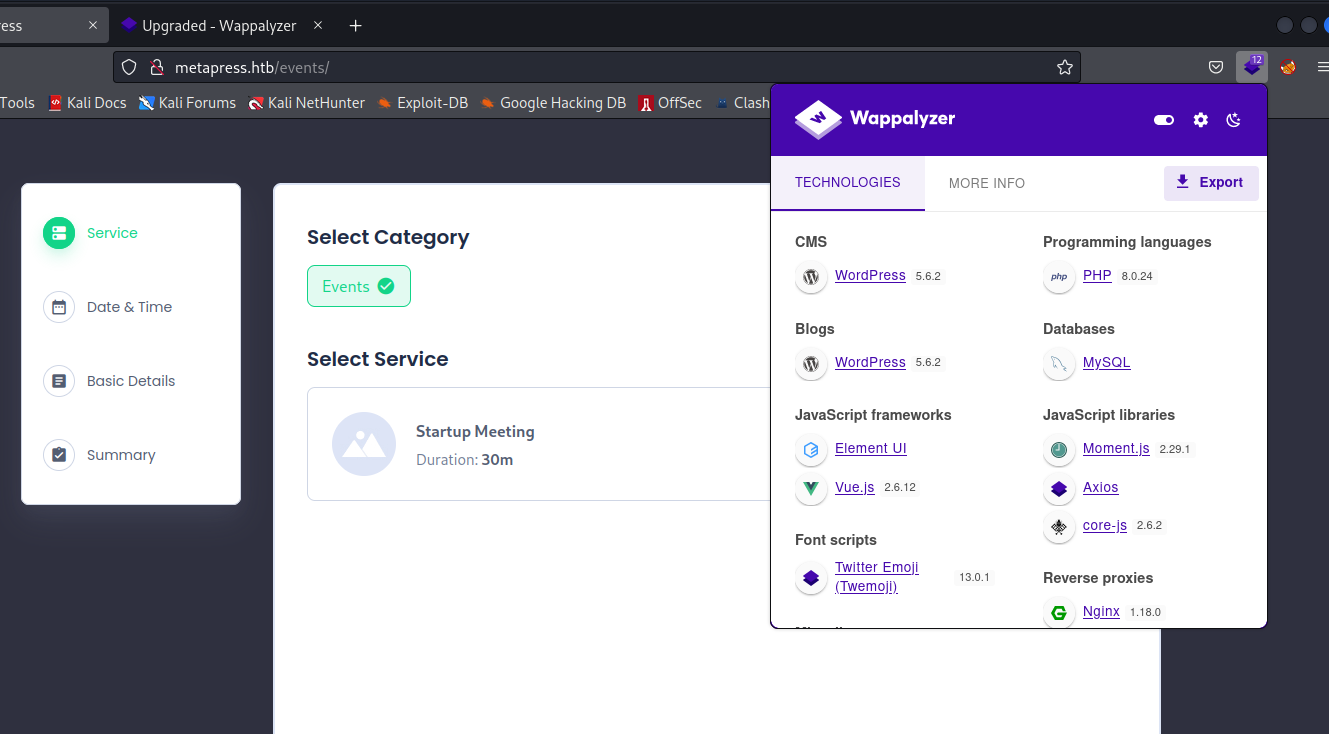 ess × Upgraded - Wappalyzer × +
metapress.htb/events/ 12
Tools Kali Docs Kali Forums Kali NetHunter Exploit-DB Google Hacking DB OffSec Clash
Wappalyzer
TECHNOLOGIES MORE INFO Export
Service
Date & Time
Basic Details
Summary
Select Category
Events
Select Service
Startup Meeting
Duration: 30m
CMS
WordPress 5.6.2
Blogs
WordPress 5.6.2
JavaScript frameworks
Element UI
Vue.js 2.6.12
Font scripts
Twitter Emoji
(Twemoji) 13.0.1
Programming languages
php PHP 8.0.24
Databases
MySQL
JavaScript libraries
Moment.js 2.29.1
Axios
core-js 2.6.2
Reverse proxies
Nginx 1.18.0